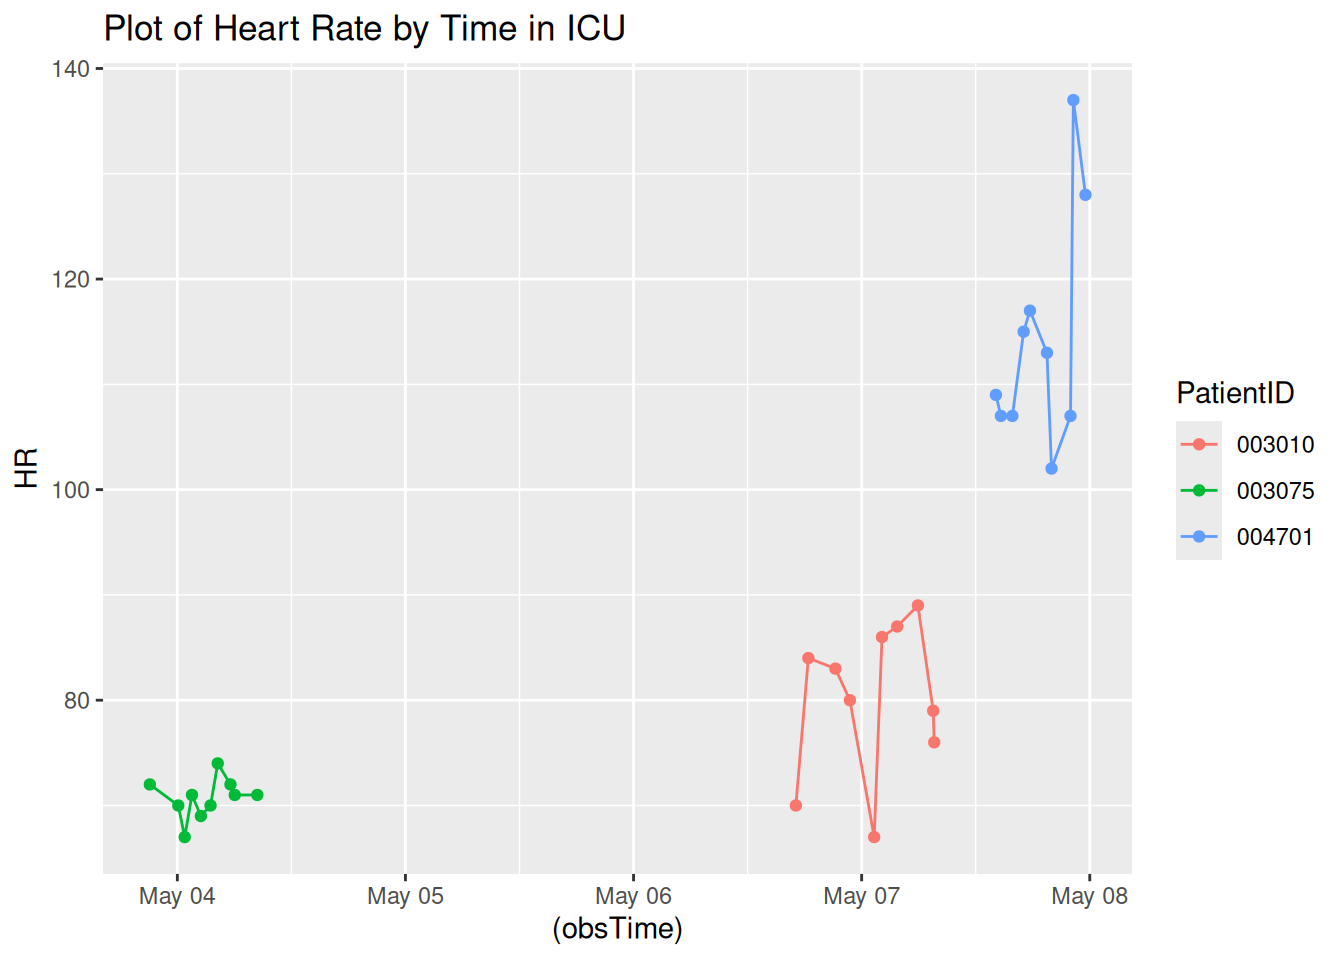 Plot of Heart Rate by Time in ICU
140
120
100
80
HR
May 04
May 05
May 06
May 07
May 08
(obsTime)
PatientID
003010
003075
004701